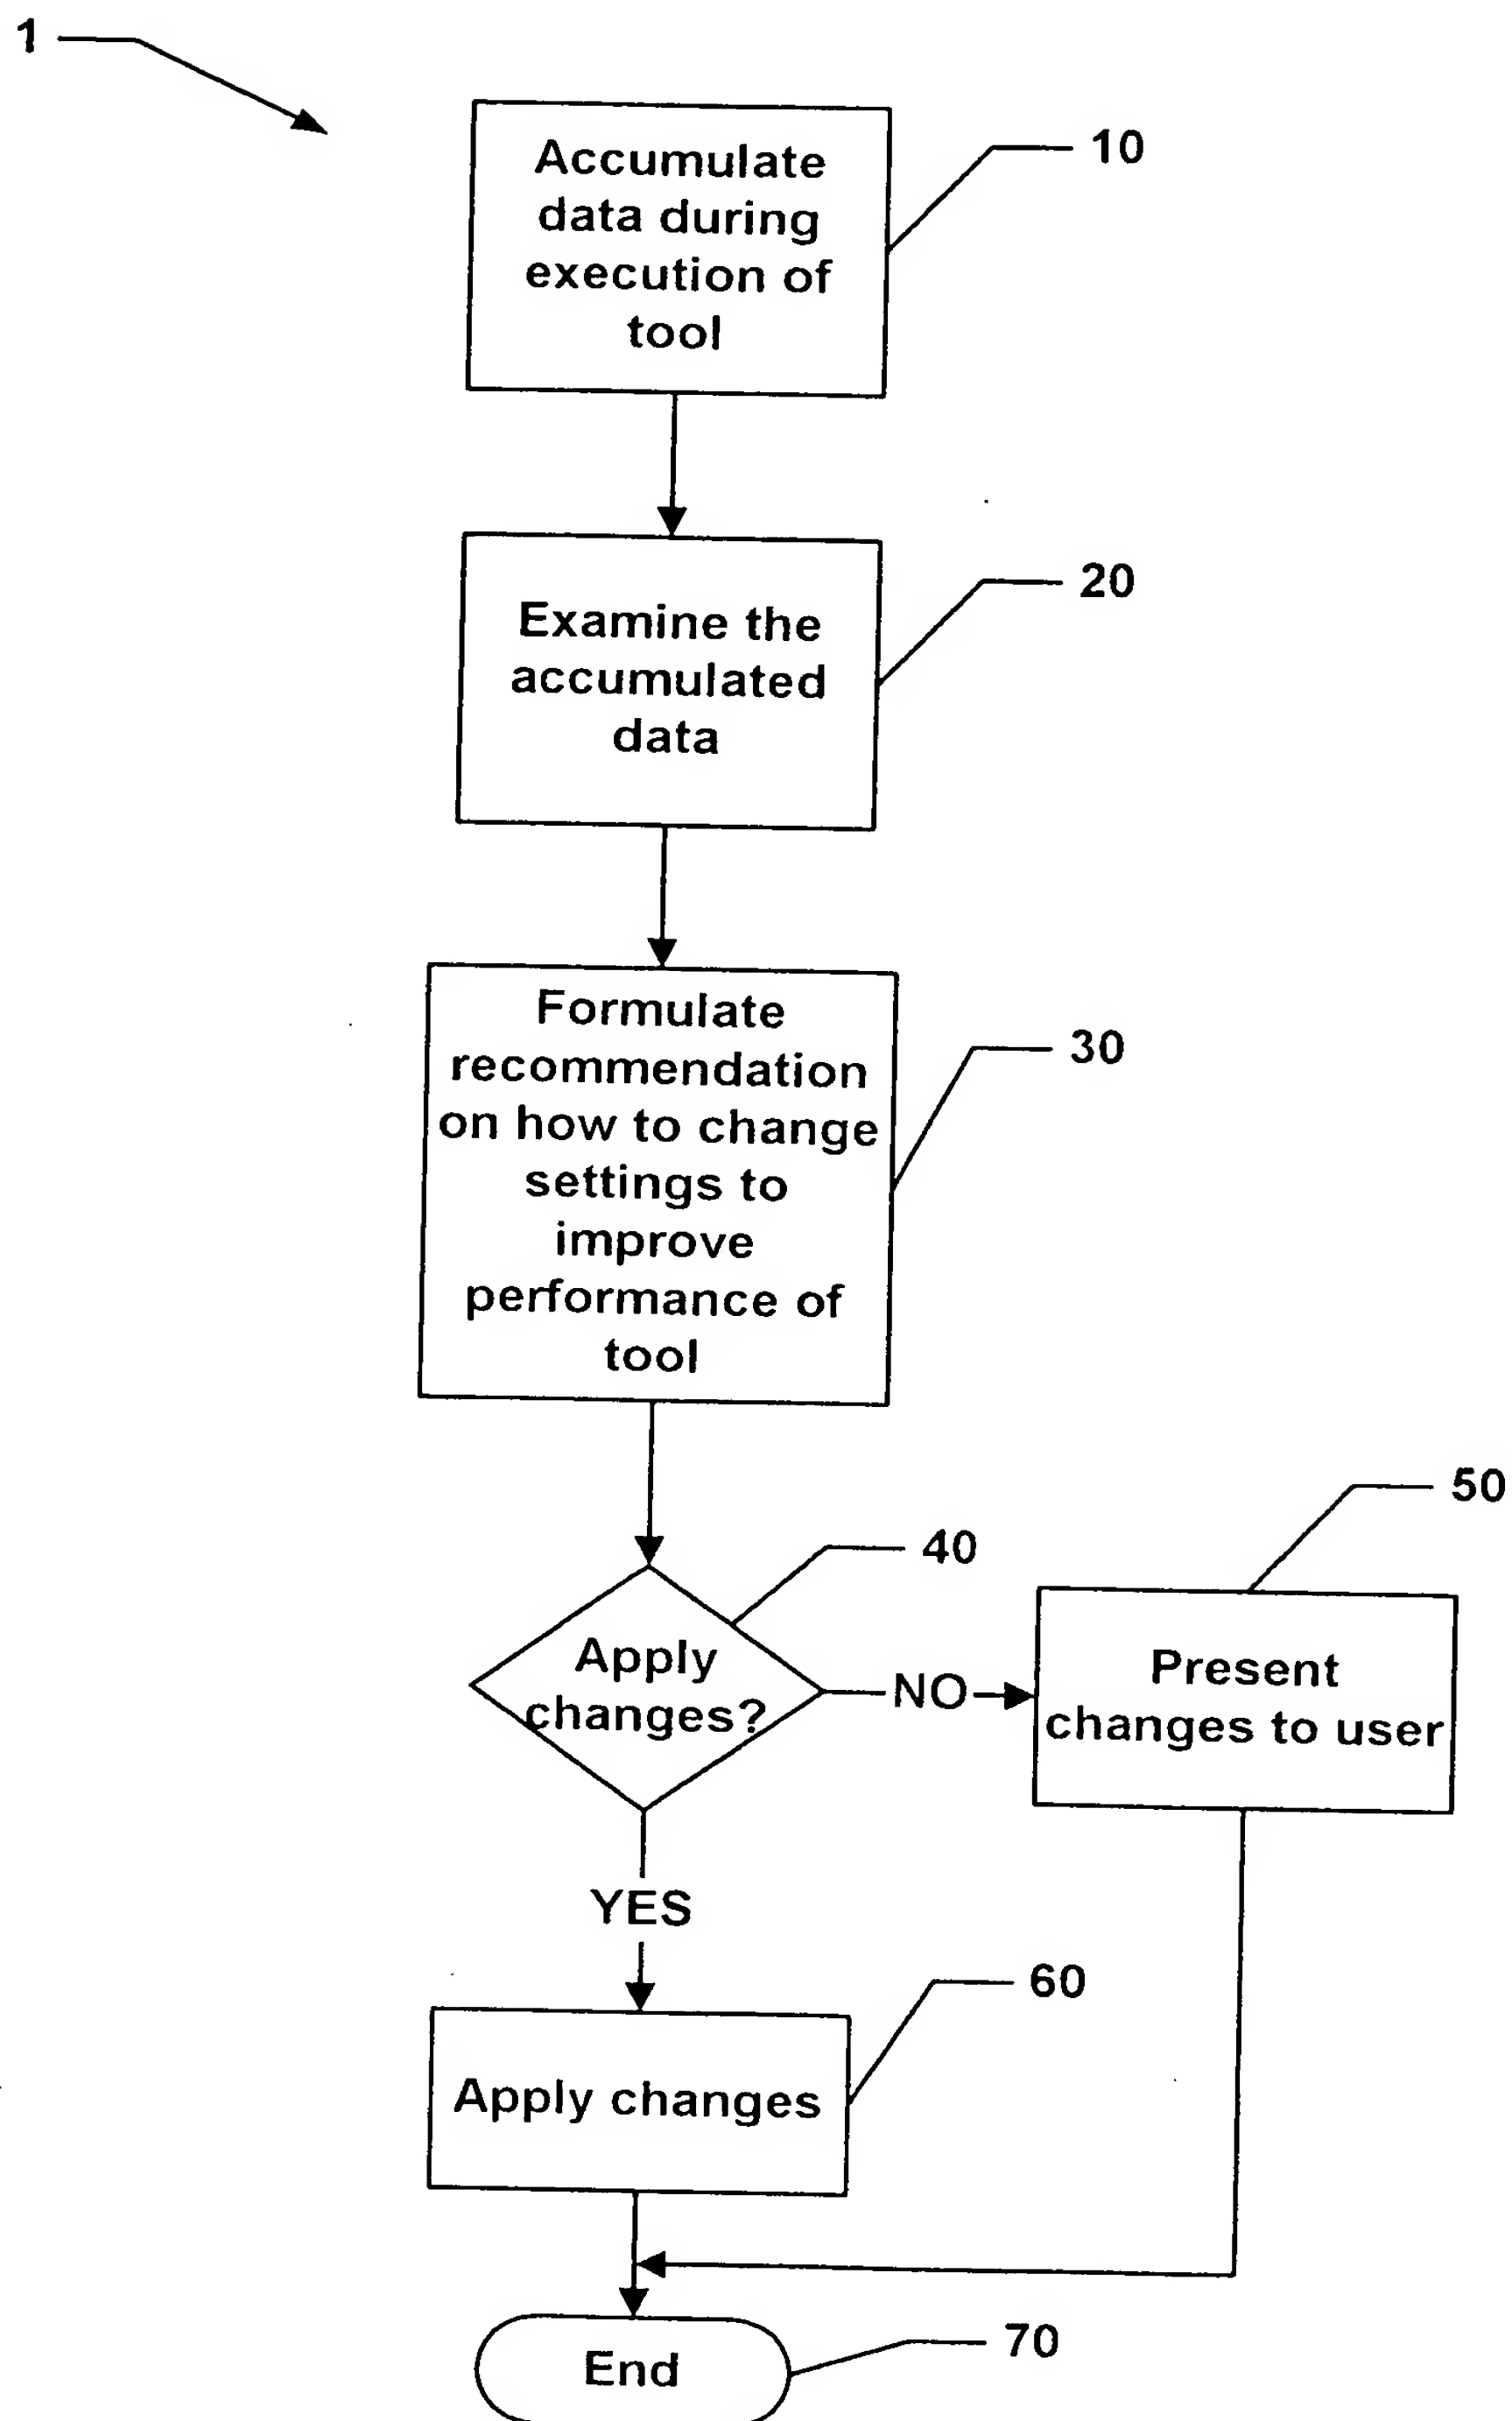 1
Accumulate
data during
execution of
tool
10
Examine the
accumulated
data
20
Formulate
recommendation
on how to change
settings to
improve
performance of
tool
30
Apply
changes?
40
NO
Present
changes to user
50
YES
Apply changes
60
End
70